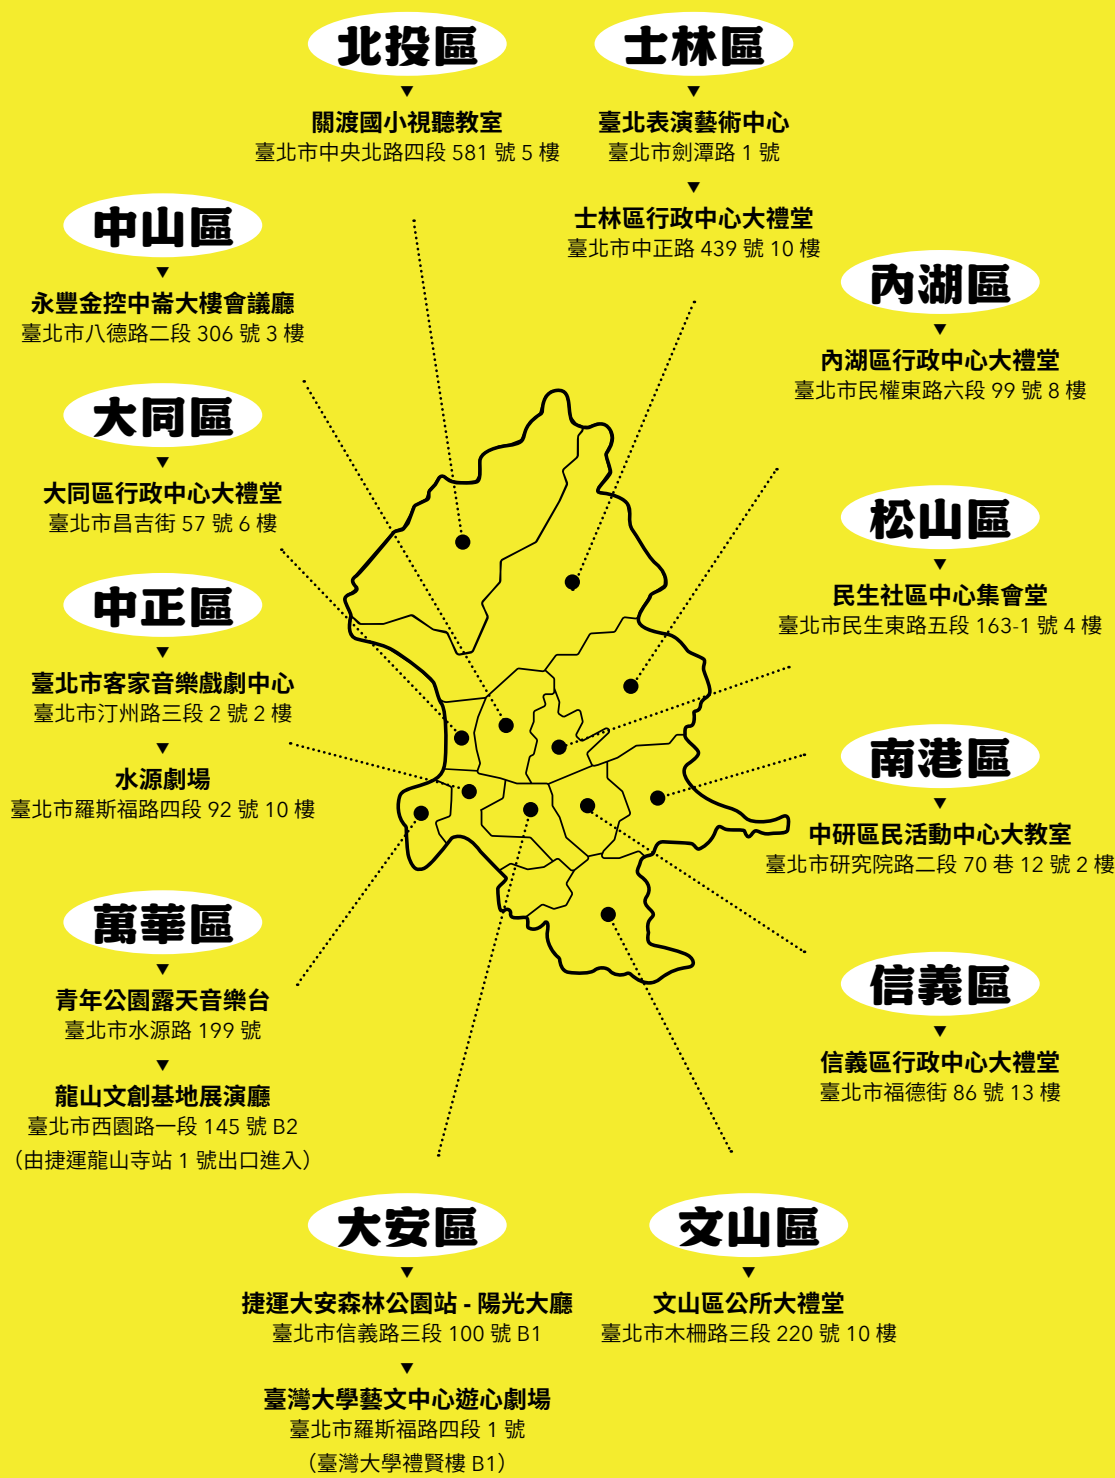 北投區
▼
關渡國小視聽教室
臺北市中央北路四段 581 號 5 樓
士林區
▼
臺北表演藝術中心
臺北市劍潭路 1 號
▼
士林區行政中心大禮堂
臺北市中正路 439 號 10 樓
中山區
▼
永豐金控中崙大樓會議廳
臺北市八德路二段 306 號 3 樓
內湖區
▼
內湖區行政中心大禮堂
臺北市民權東路六段 99 號 8 樓
大同區
▼
大同區行政中心大禮堂
臺北市昌吉街 57 號 6 樓
松山區
▼
民生社區中心集會堂
臺北市民生東路五段 163-1 號 4 樓
中正區
▼
臺北市客家音樂戲劇中心
臺北市汀州路三段 2 號 2 樓
▼
水源劇場
臺北市羅斯福路四段 92 號 10 樓
南港區
▼
中研區民活動中心大教室
臺北市研究院路二段 70 巷 12 號 2 樓
萬華區
▼
青年公園露天音樂台
臺北市水源路 199 號
▼
龍山文創基地展演廳
臺北市西園路一段 145 號 B2
（由捷運龍山寺站 1 號出口進入）
信義區
▼
信義區行政中心大禮堂
臺北市福德街 86 號 13 樓
大安區
▼
捷運大安森林公園站 - 陽光大廳
臺北市信義路三段 100 號 B1
▼
臺灣大學藝文中心遊心劇場
臺北市羅斯福路四段 1 號
（臺灣大學禮賢樓 B1）
文山區
▼
文山區公所大禮堂
臺北市木柵路三段 220 號 10 樓